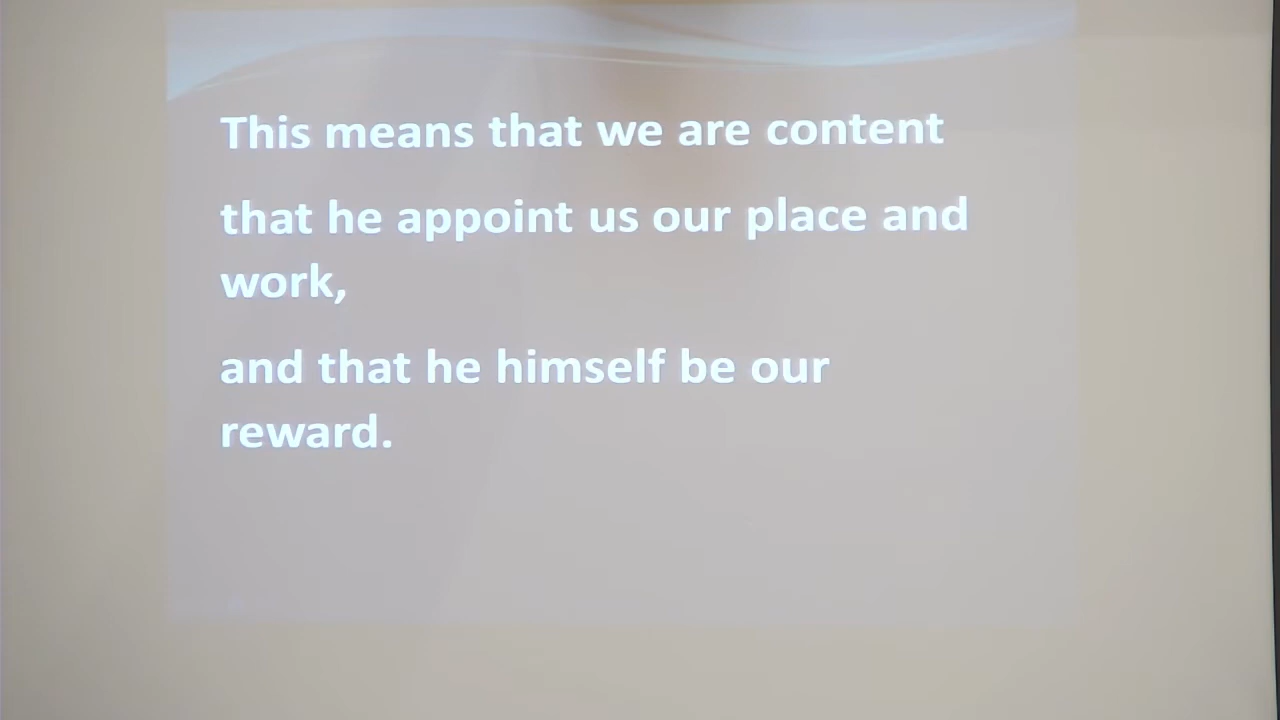 This means that we are content
that he appoint us our place and
work,
and that he himself be our
reward.